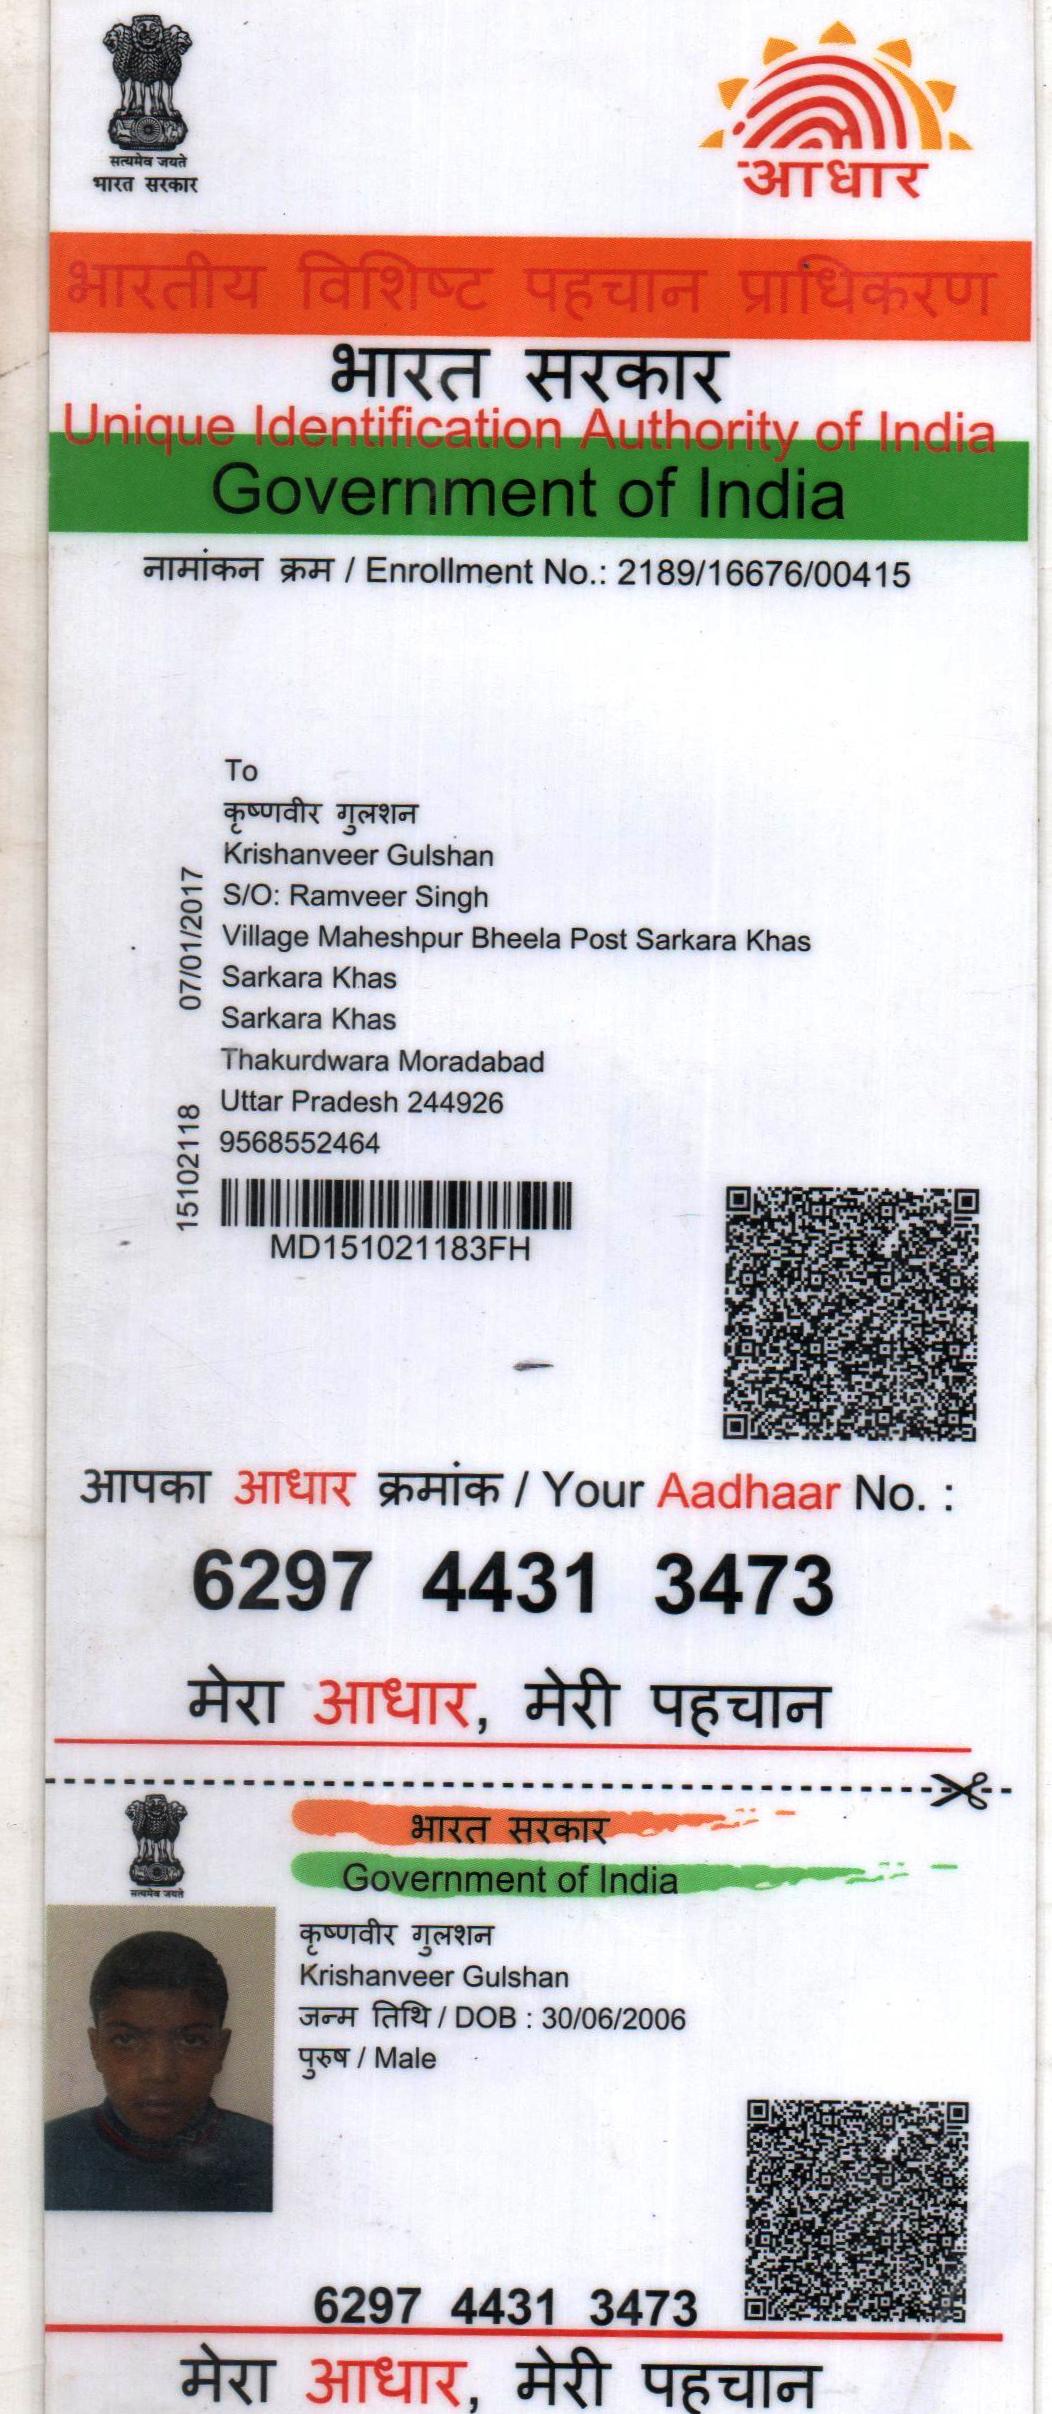 सत्यमेव जयते
भारत सरकार
आधार
भारतीय विशिष्ट पहचान प्राधिकरण
भारत सरकार
Unique Identification Authority of India
Government of India
नामांकन क्रम / Enrollment No.: 2189/16676/00415
To
कृष्णवीर गुलशन
Krishanveer Gulshan
S/O: Ramveer Singh
Village Maheshpur Bheela Post Sarkara Khas
Sarkara Khas
Sarkara Khas
Thakurdwara Moradabad
Uttar Pradesh 244926
9568552464
07/01/2017
15102118
MD151021183FH
आपका आधार क्रमांक / Your Aadhaar No. :
6297 4431 3473
मेरा आधार, मेरी पहचान
सत्यमेव जयते
भारत सरकार
Government of India
कृष्णवीर गुलशन
Krishanveer Gulshan
जन्म तिथि / DOB : 30/06/2006
पुरुष / Male
6297 4431 3473
मेरा आधार, मेरी पहचान